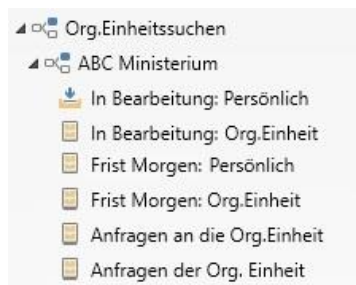 Org.Einheitssuchen
ABC Ministerium
In Bearbeitung: Persönlich
In Bearbeitung: Org.Einheit
Frist Morgen: Persönlich
Frist Morgen: Org.Einheit
Anfragen an die Org.Einheit
Anfragen der Org. Einheit